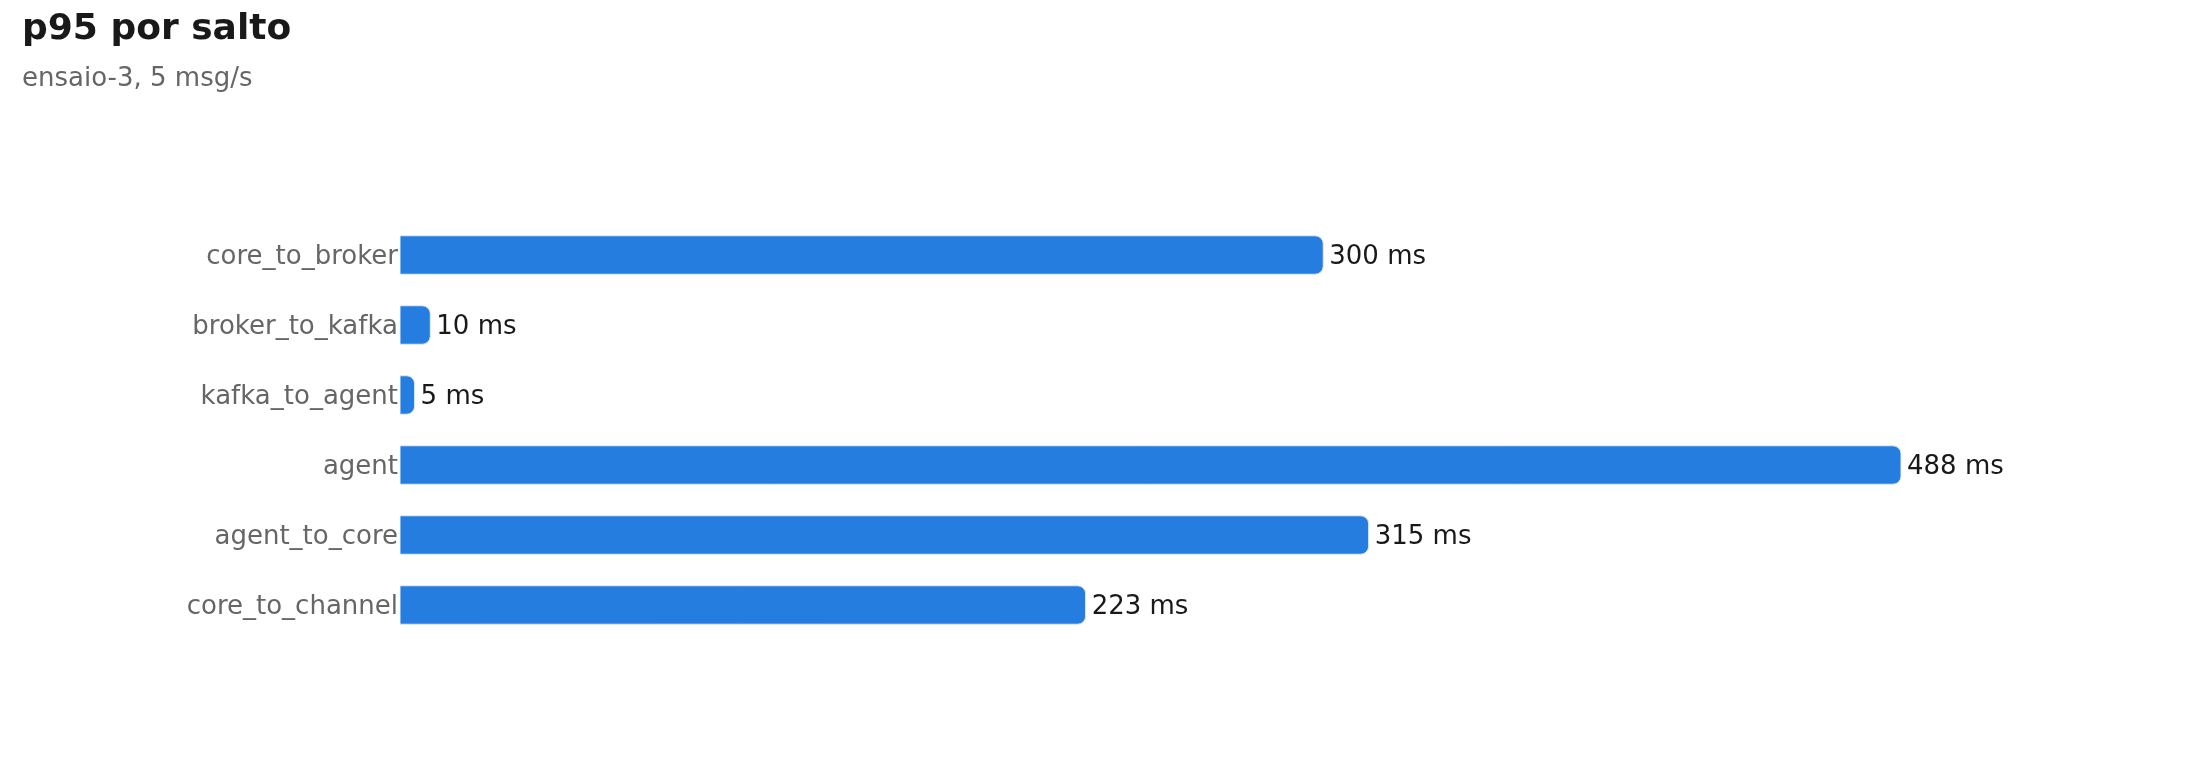 p95 por salto
ensaio-3, 5 msg/s
core_to_broker 300 ms
broker_to_kafka 10 ms
kafka_to_agent 5 ms
agent 488 ms
agent_to_core 315 ms
core_to_channel 223 ms